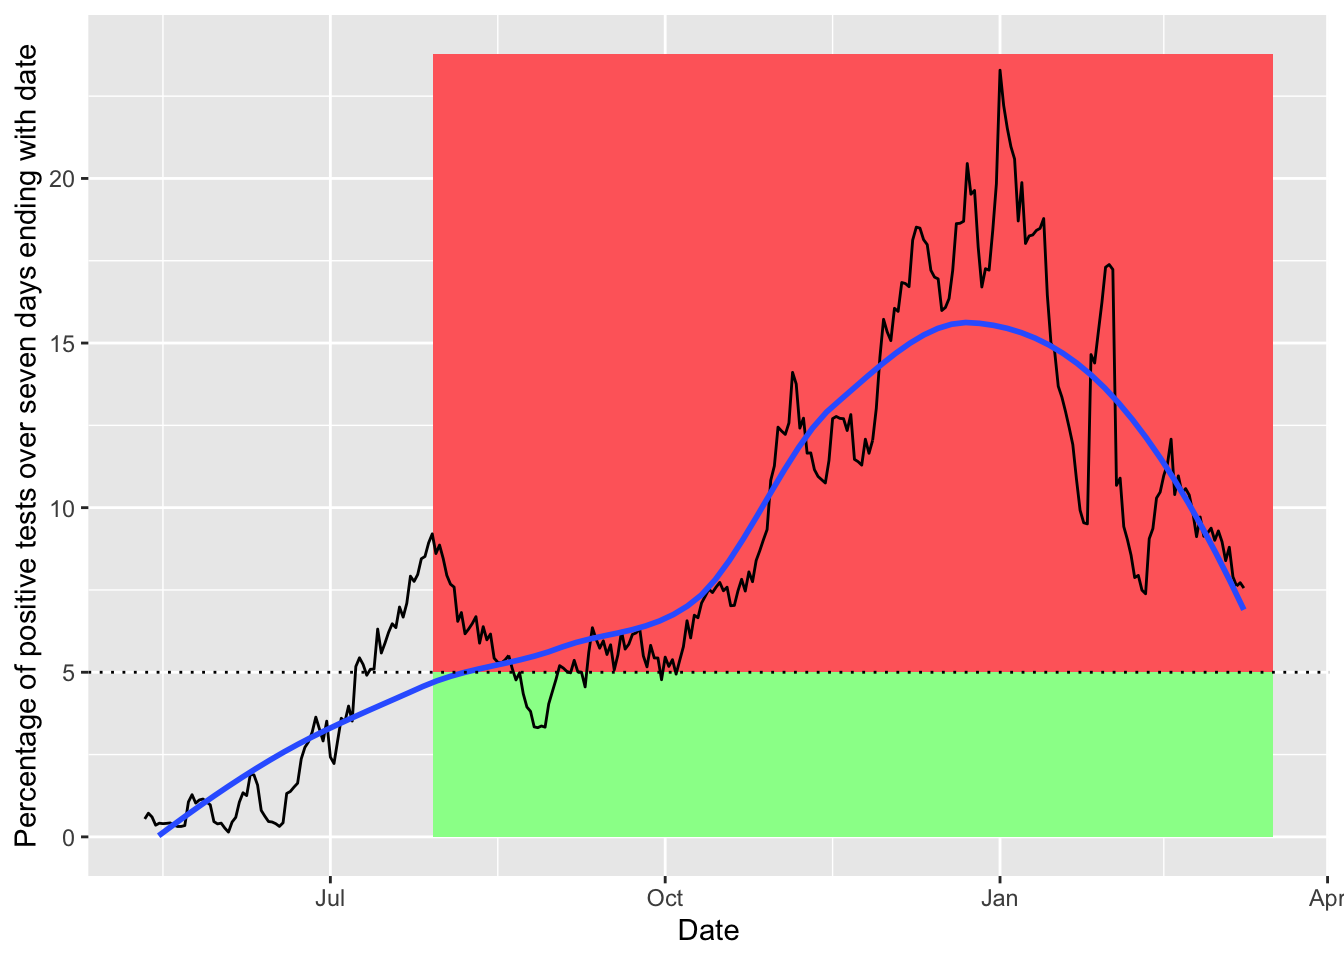 Percentage of positive tests over seven days ending with date
20
15
10
5
0
Jul
Oct
Jan
Apr
Date